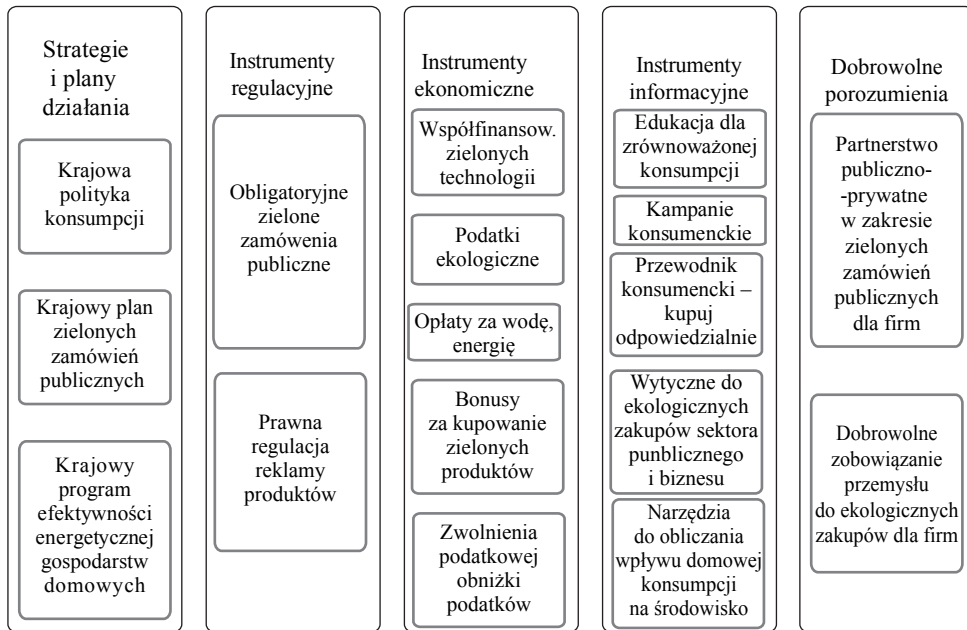 Strategie
i plany
działania
Krajowa
polityka
konsumpcji
Krajowy plan
zielonych
zamówień
publicznych
Krajowy
program
efektywności
energetycznej
gospodarstw
domowych
Instrumenty
regulacyjne
Obligatoryjne
zielone
zamówenia
publiczne
Prawna
regulacja
reklamy
produktów
Instrumenty
ekonomiczne
Współfinansow.
zielonych
technologii
Podatki
ekologiczne
Opłaty za wodę,
energię
Bonusy
za kupowanie
zielonych
produktów
Zwolnienia
podatkowej
obniżki
podatków
Instrumenty
informacyjne
Edukacja dla
zrównoważonej
konsumpcji
Kampanie
konsumenckie
Przewodnik
konsumencki –
kupuj
odpowiedzialnie
Wytyczne do
ekologicznych
zakupów sektora
punblicznego
i biznesu
Narzędzia
do obliczania
wpływu domowej
konsumpcji
na środowisko
Dobrowolne
porozumienia
Partnerstwo
publiczno-
-prywatne
w zakresie
zielonych
zamówień
publicznych
dla firm
Dobrowolne
zobowiązanie
przemysłu
do ekologicznych
zakupów dla firm